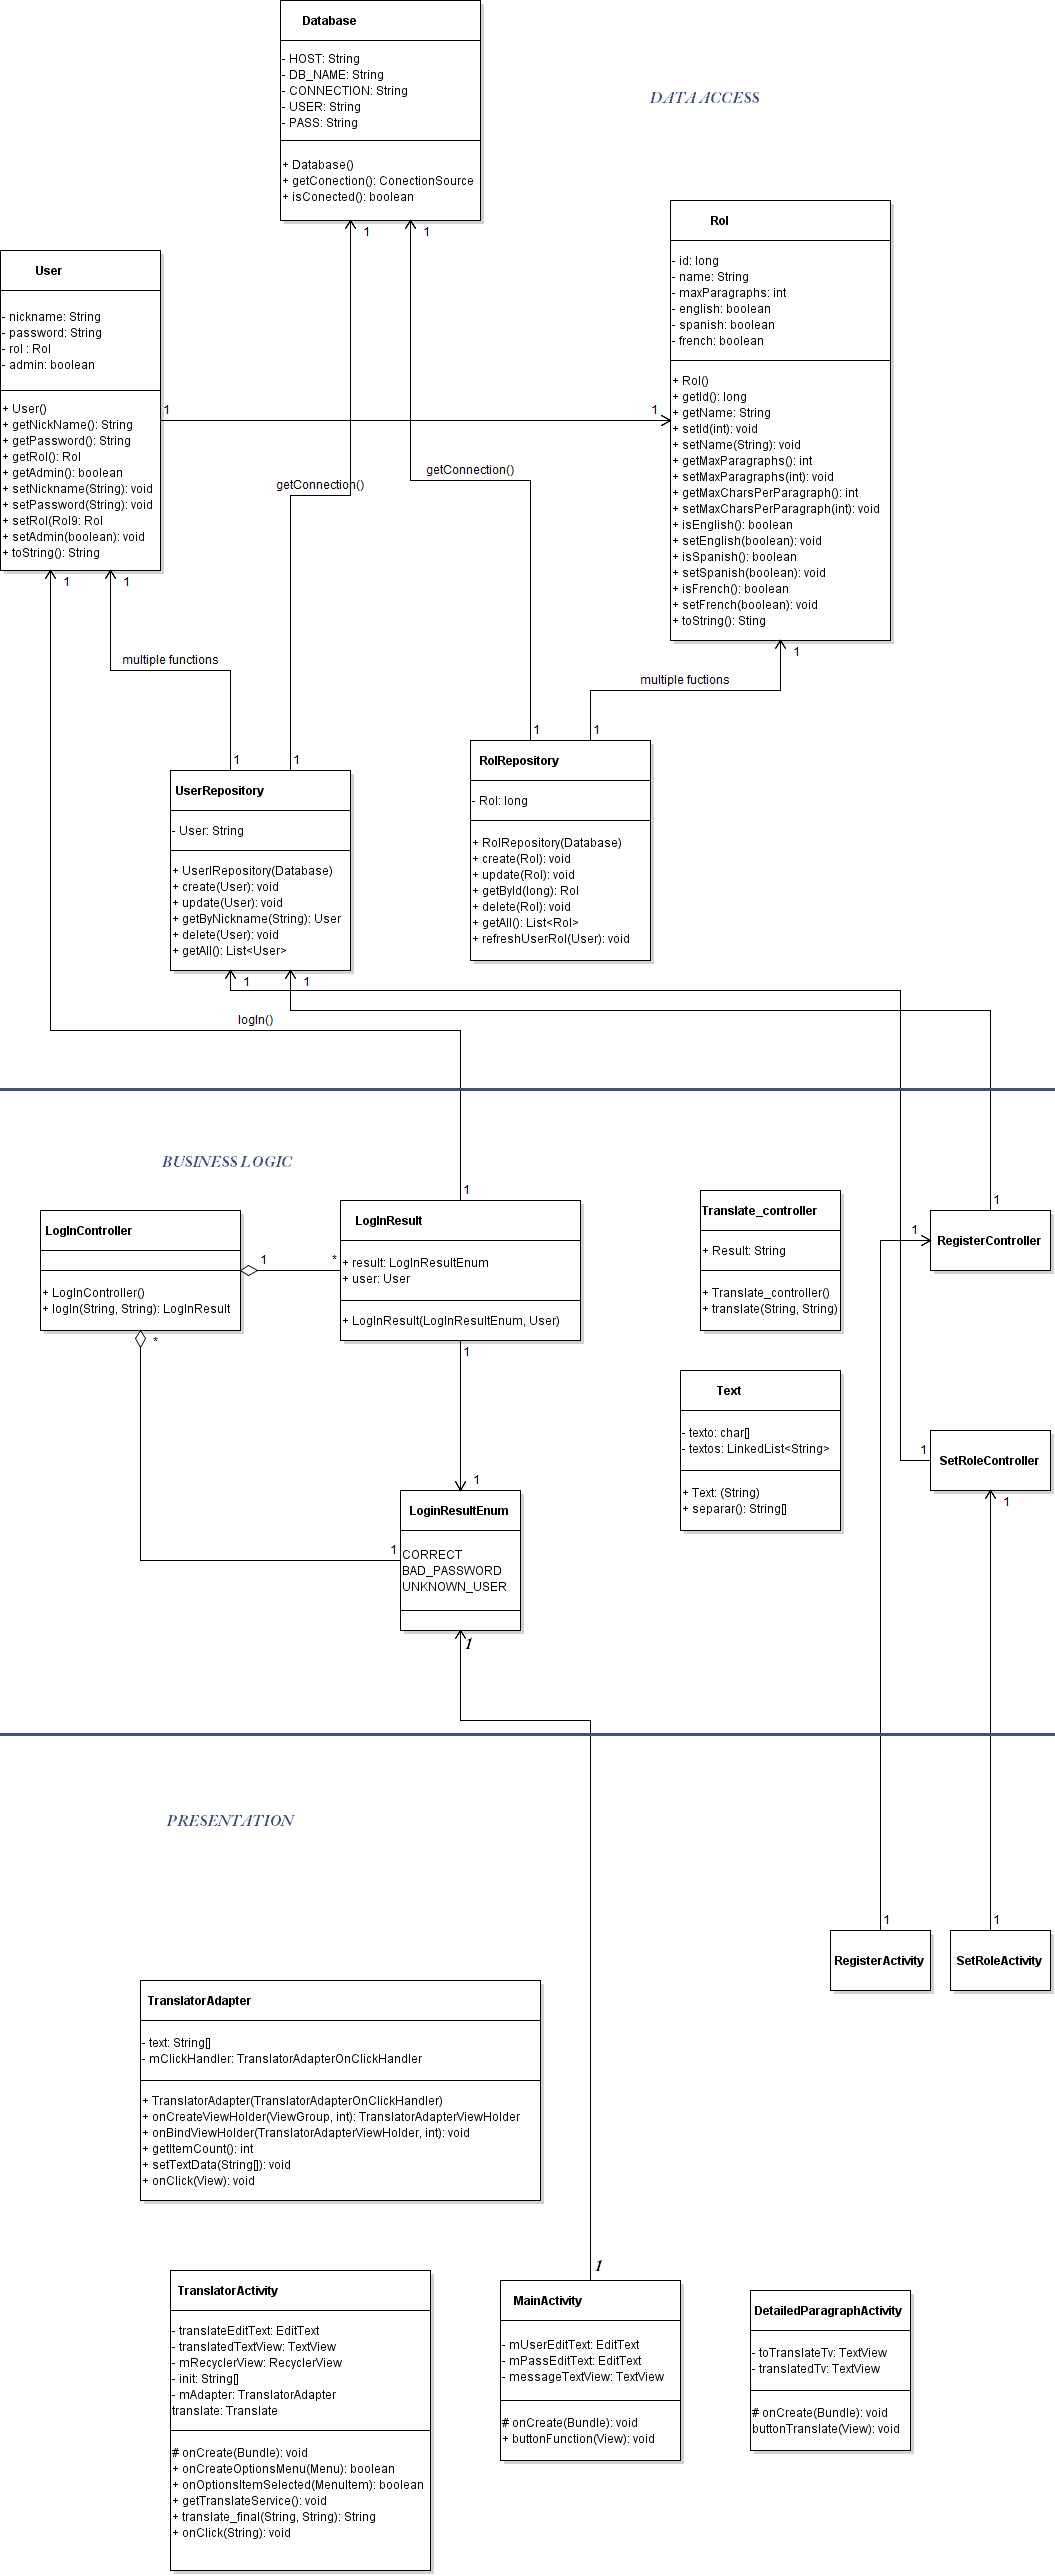 Database
- HOST: String
- DB_NAME: String
- CONNECTION: String
- USER: String
- PASS: String
+ Database()
+ getConection(): ConectionSource
+ isConected(): boolean
1
1
DATA ACCESS
Rol
- id: long
- name: String
- maxParagraphs: int
- english: boolean
- spanish: boolean
- french: boolean
+ Rol()
+ getId(): long
+ getName: String
+ setId(int): void
+ setName(String): void
+ getMaxParagraphs(): int
+ setMaxParagraphs(int): void
+ getMaxCharsPerParagraph(): int
+ setMaxCharsPerParagraph(int): void
+ isEnglish(): boolean
+ setEnglish(boolean): void
+ isSpanish(): boolean
+ setSpanish(boolean): void
+ isFrench(): boolean
+ setFrench(boolean): void
+ toString(): Sting
1
User
- nickname: String
- password: String
- rol : Rol
- admin: boolean
+ User()
+ getNickName(): String
+ getPassword(): String
+ getRol(): Rol
+ getAdmin(): boolean
+ setNickname(String): void
+ setPassword(String): void
+ setRol(Rol9: Rol
+ setAdmin(boolean): void
+ toString(): String
1
1
1
1
getConnection()
getConnection()
multiple functions
multiple fuctions
1
1
1
1
UserRepository
- User: String
+ UserlRepository(Database)
+ create(User): void
+ update(User): void
+ getByNickname(String): User
+ delete(User): void
+ getAll(): List<User>
1
1
RolRepository
- Rol: long
+ RolRepository(Database)
+ create(Rol): void
+ update(Rol): void
+ getById(long): Rol
+ delete(Rol): void
+ getAll(): List<Rol>
+ refreshUserRol(User): void
logIn()
BUSINESS LOGIC
LogInController
+ LogInController()
+ logIn(String, String): LogInResult
1
*
*
1
LogInResult
+ result: LogInResultEnum
+ user: User
+ LogInResult(LogInResultEnum, User)
1
1
LoginResultEnum
CORRECT
BAD_PASSWORD
UNKNOWN_USER
1
1
Translate_controller
+ Result: String
+ Translate_controller()
+ translate(String, String)
Text
- texto: char[]
- textos: LinkedList<String>
+ Text: (String)
+ separar(): String[]
1
1
RegisterController
1
SetRoleController
1
PRESENTATION
1
RegisterActivity
1
SetRoleActivity
TranslatorAdapter
- text: String[]
- mClickHandler: TranslatorAdapterOnClickHandler
+ TranslatorAdapter(TranslatorAdapterOnClickHandler)
+ onCreateViewHolder(ViewGroup, int): TranslatorAdapterViewHolder
+ onBindViewHolder(TranslatorAdapterViewHolder, int): void
+ getItemCount(): int
+ setTextData(String[]): void
+ onClick(View): void
TranslatorActivity
- translateEditText: EditText
- translatedTextView: TextView
- mRecyclerView: RecyclerView
- init: String[]
- mAdapter: TranslatorAdapter
translate: Translate
# onCreate(Bundle): void
+ onCreateOptionsMenu(Menu): boolean
+ onOptionsItemSelected(MenuItem): boolean
+ getTranslateService(): void
+ translate_final(String, String): String
+ onClick(String): void
1
MainActivity
- mUserEditText: EditText
- mPassEditText: EditText
- messageTextView: TextView
# onCreate(Bundle): void
+ buttonFunction(View): void
DetailedParagraphActivity
- toTranslateTv: TextView
- translatedTv: TextView
# onCreate(Bundle): void
buttonTranslate(View): void